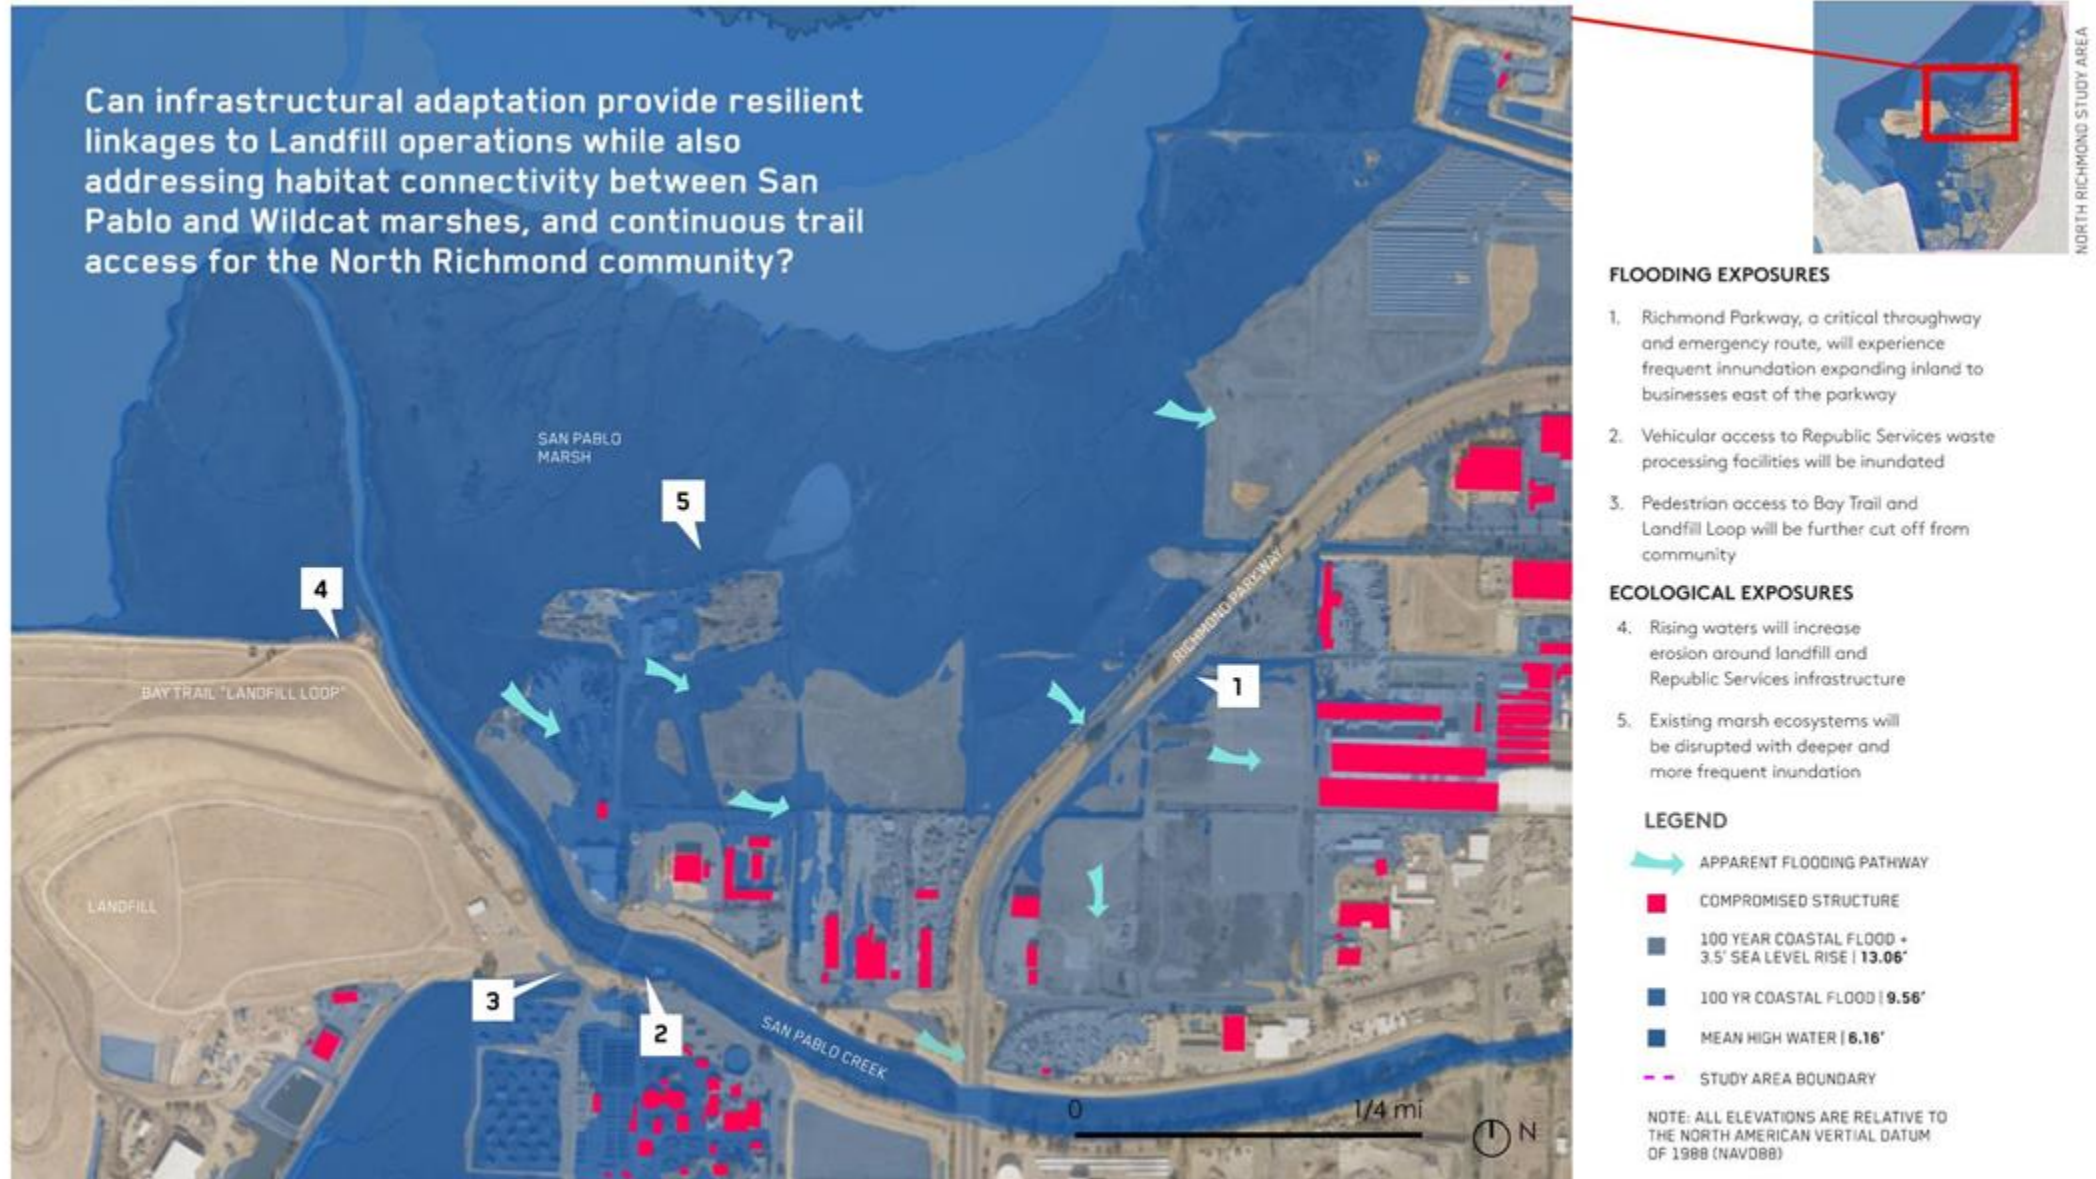 Can infrastructural adaptation provide resilient
linkages to Landfill operations while also
addressing habitat connectivity between San
Pablo and Wildcat marshes, and continuous trail
access for the North Richmond community?
SAN PABLO
MARSH
5
4
BAY TRAIL "LANDFILL LOOP"
RICHMOND PARKWAY
1
LANDFILL
3
2
SAN PABLO CREEK
0
1/4 mi
N
NORTH RICHMOND STUDY AREA
FLOODING EXPOSURES
1. Richmond Parkway, a critical throughway
and emergency route, will experience
frequent innundation expanding inland to
businesses east of the parkway
2. Vehicular access to Republic Services waste
processing facilities will be inundated
3. Pedestrian access to Bay Trail and
Landfill Loop will be further cut off from
community
ECOLOGICAL EXPOSURES
4. Rising waters will increase
erosion around landfill and
Republic Services infrastructure
5. Existing marsh ecosystems will
be disrupted with deeper and
more frequent inundation
LEGEND
APPARENT FLOODING PATHWAY
COMPROMISED STRUCTURE
100 YEAR COASTAL FLOOD +
3.5' SEA LEVEL RISE | 13.06'
100 YR COASTAL FLOOD | 9.56'
MEAN HIGH WATER | 6.16'
STUDY AREA BOUNDARY
NOTE: ALL ELEVATIONS ARE RELATIVE TO
THE NORTH AMERICAN VERTIAL DATUM
OF 1988 (NAVD88)